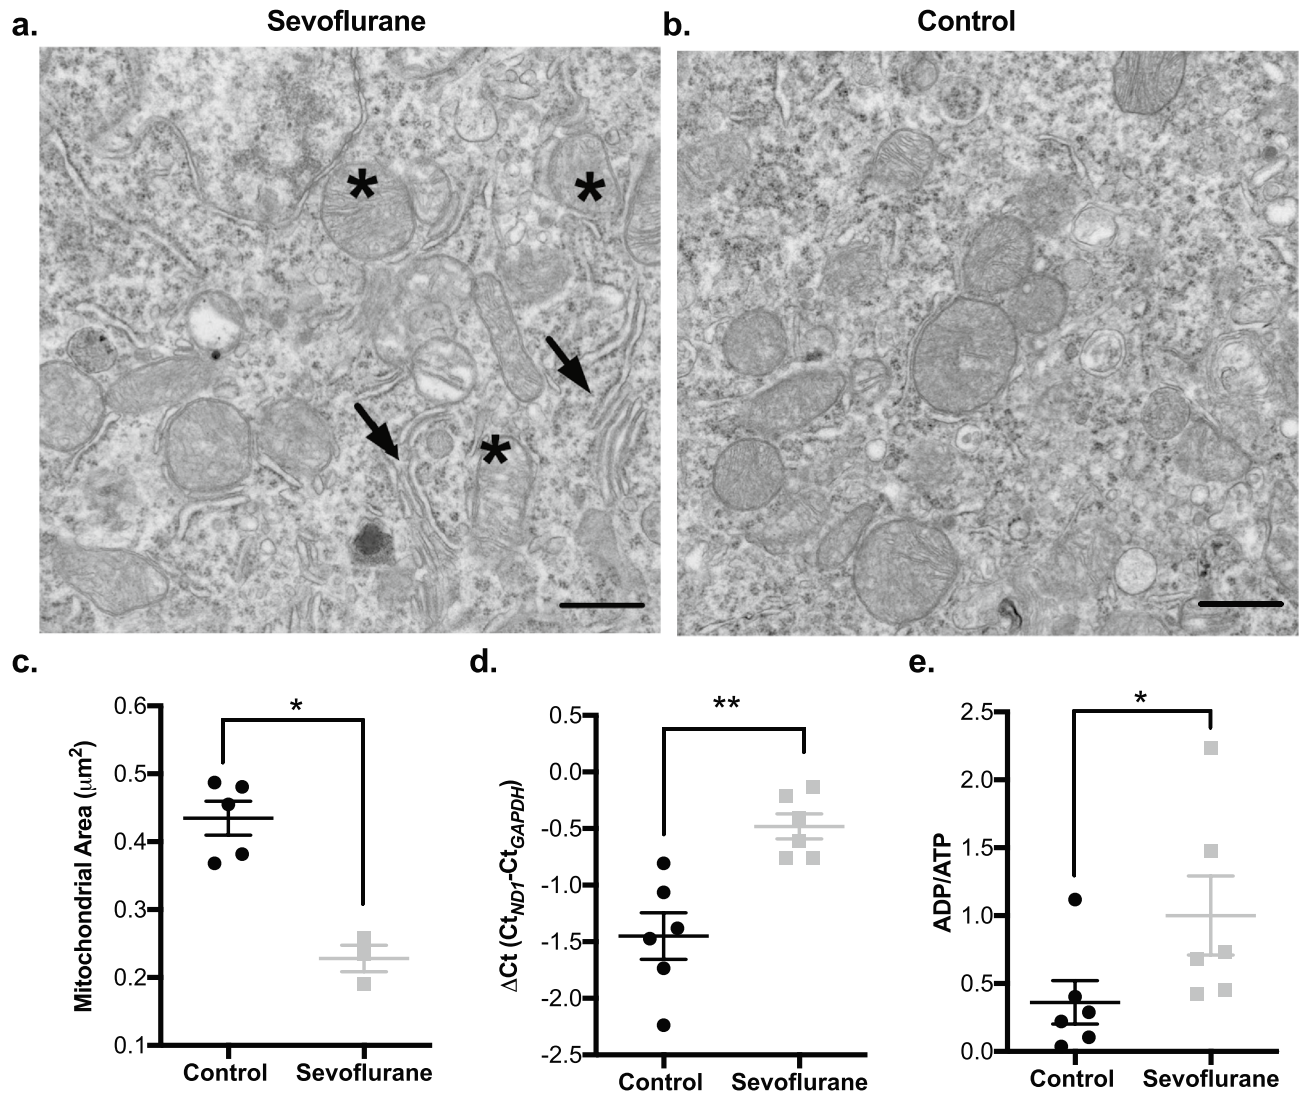 a.
Sevoflurane
b.
Control
*
*
*
c.
Mitochondrial Area (μm²)
0.6
0.5
0.4
0.3
0.2
0.1
*
Control
Sevoflurane
d.
ΔCt (Ct_ND1-Ct_GAPDH)
0.5
0.0
-0.5
-1.0
-1.5
-2.0
-2.5
**
Control
Sevoflurane
e.
ADP/ATP
2.5
2.0
1.5
1.0
0.5
0.0
*
Control
Sevoflurane